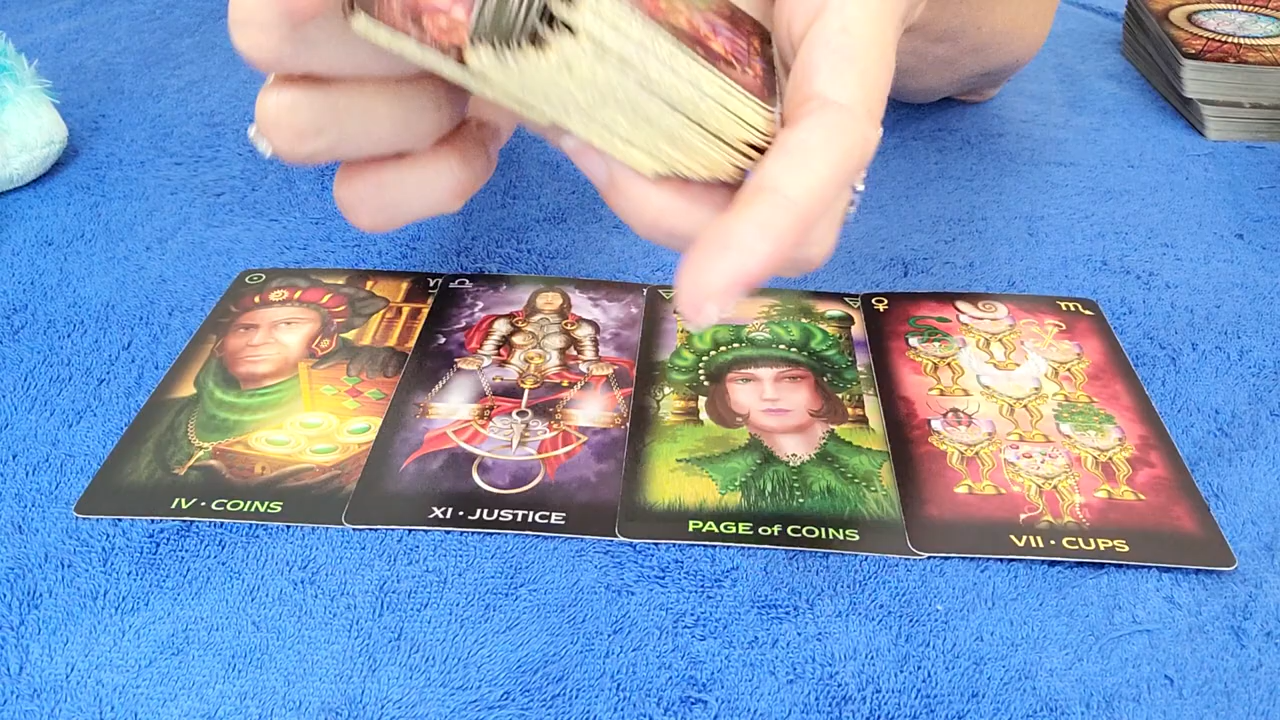 IV · COINS
XI · JUSTICE
PAGE of COINS
VII · CUPS